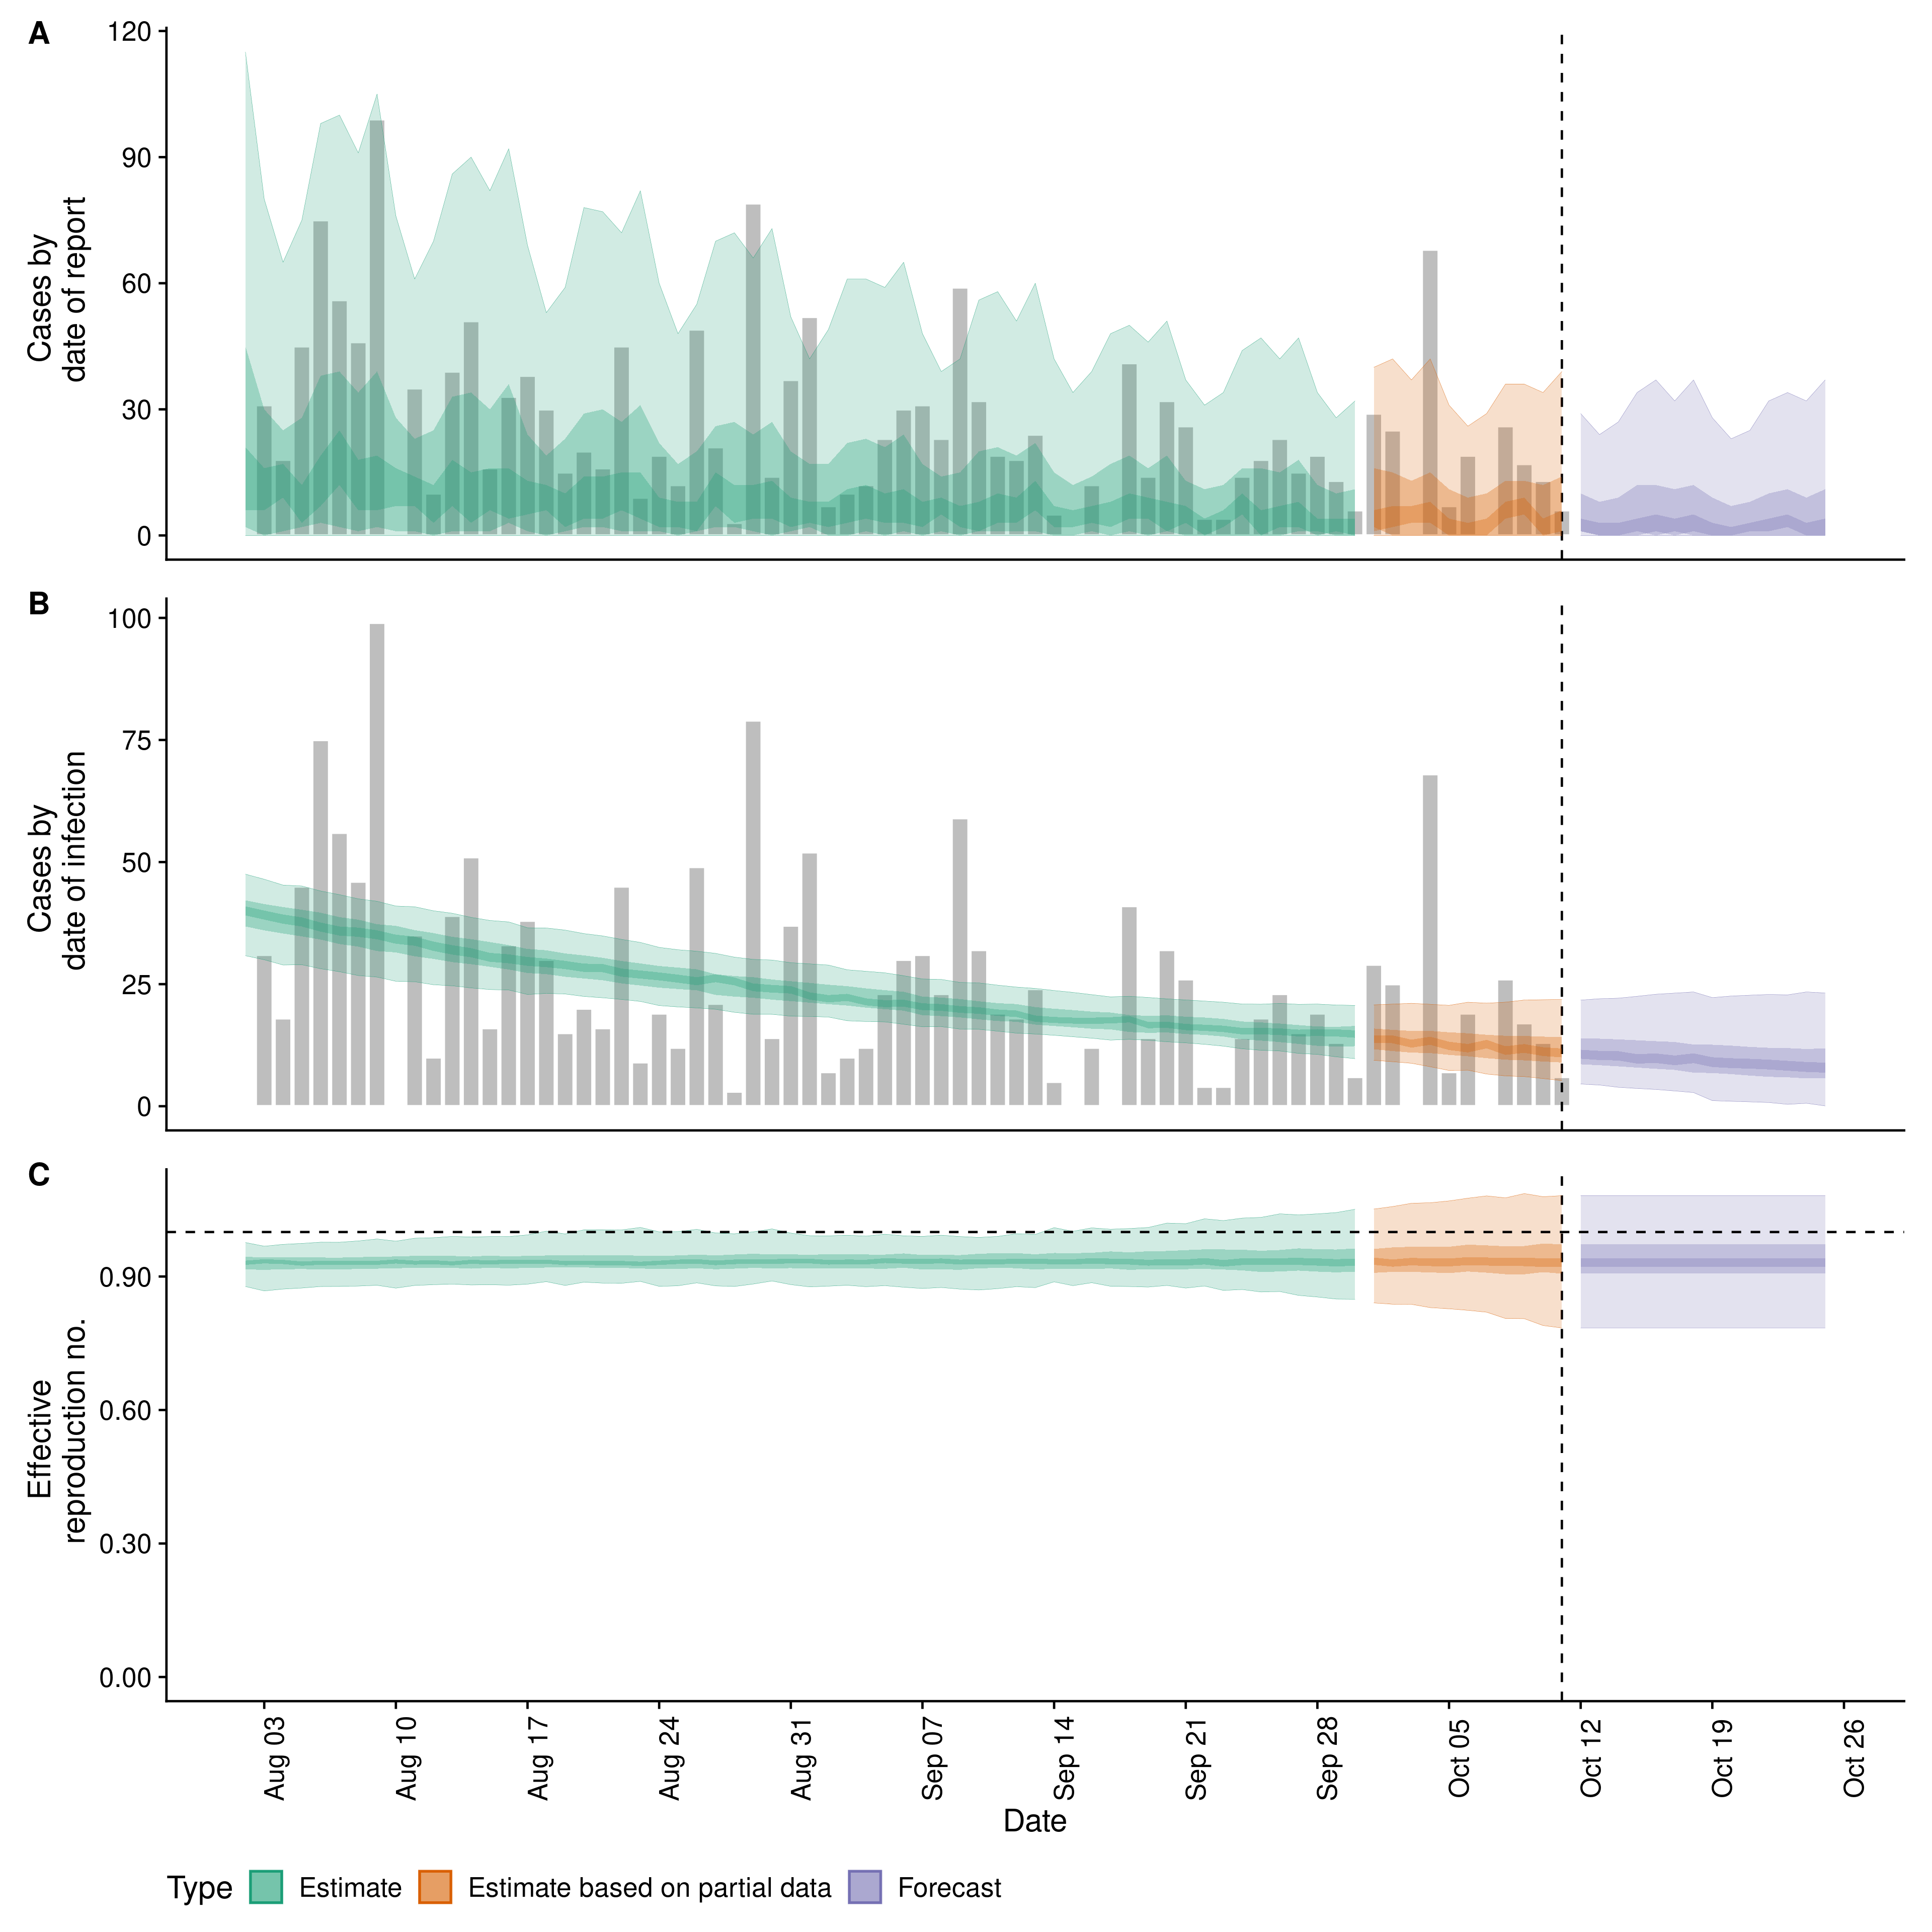 A
120
90
60
30
0
Cases by
date of report
B
100
75
50
25
0
Cases by
date of infection
C
0.90
0.60
0.30
0.00
Effective
reproduction no.
Aug 03
Aug 10
Aug 17
Aug 24
Aug 31
Sep 07
Sep 14
Sep 21
Sep 28
Oct 05
Oct 12
Oct 19
Oct 26
Date
Type Estimate Estimate based on partial data Forecast